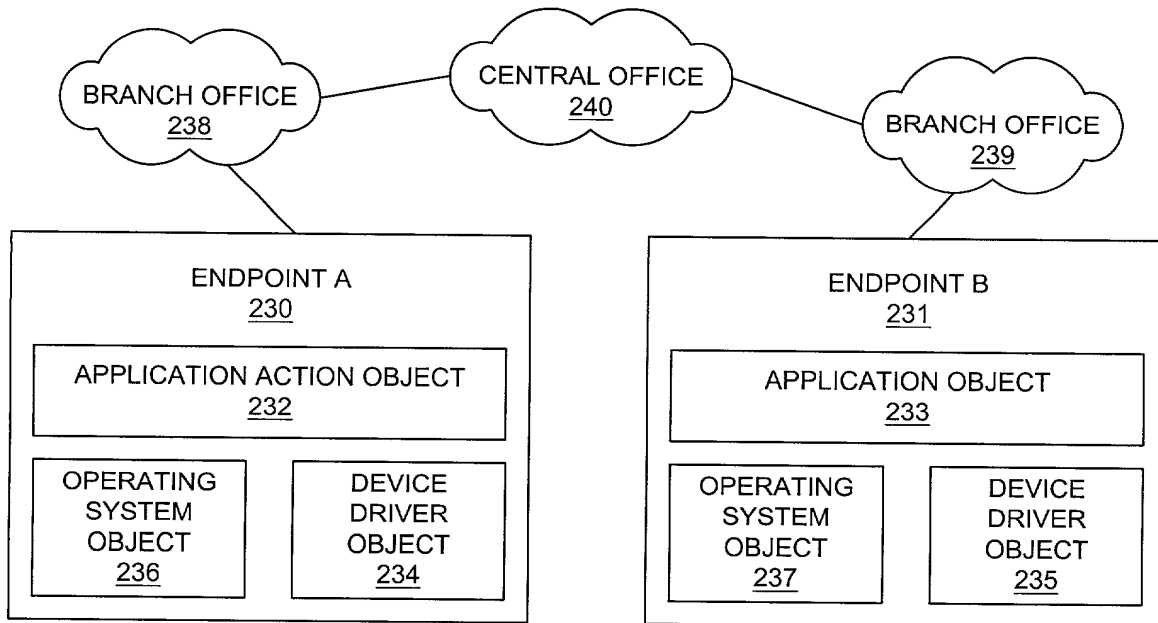 BRANCH OFFICE
238
CENTRAL OFFICE
240
BRANCH OFFICE
239
ENDPOINT A
230
APPLICATION ACTION OBJECT
232
OPERATING
SYSTEM
OBJECT
236
DEVICE
DRIVER
OBJECT
234
ENDPOINT B
231
APPLICATION OBJECT
233
OPERATING
SYSTEM
OBJECT
237
DEVICE
DRIVER
OBJECT
235